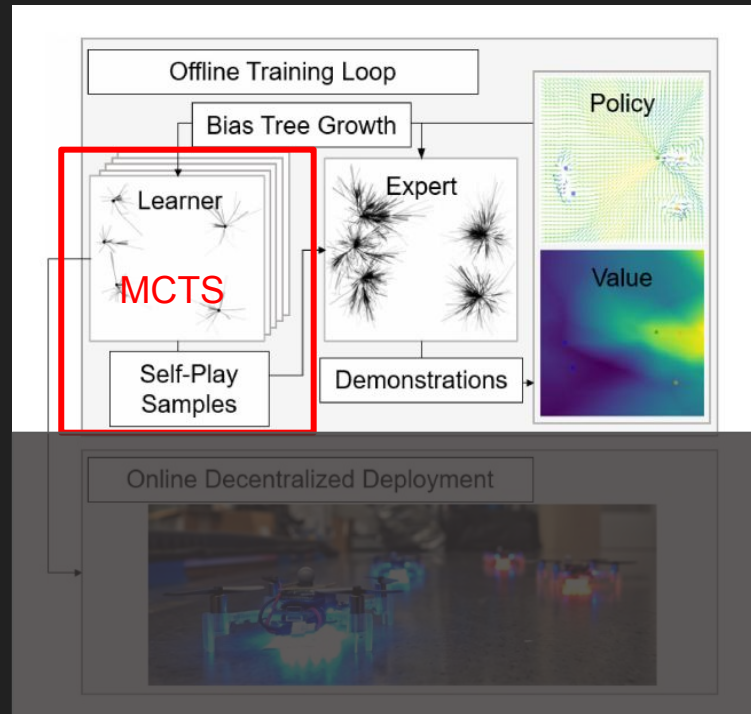 Offline Training Loop
Bias Tree Growth
Policy
Learner
Expert
MCTS
Value
Self-Play
Samples
Demonstrations
Online Decentralized Deployment